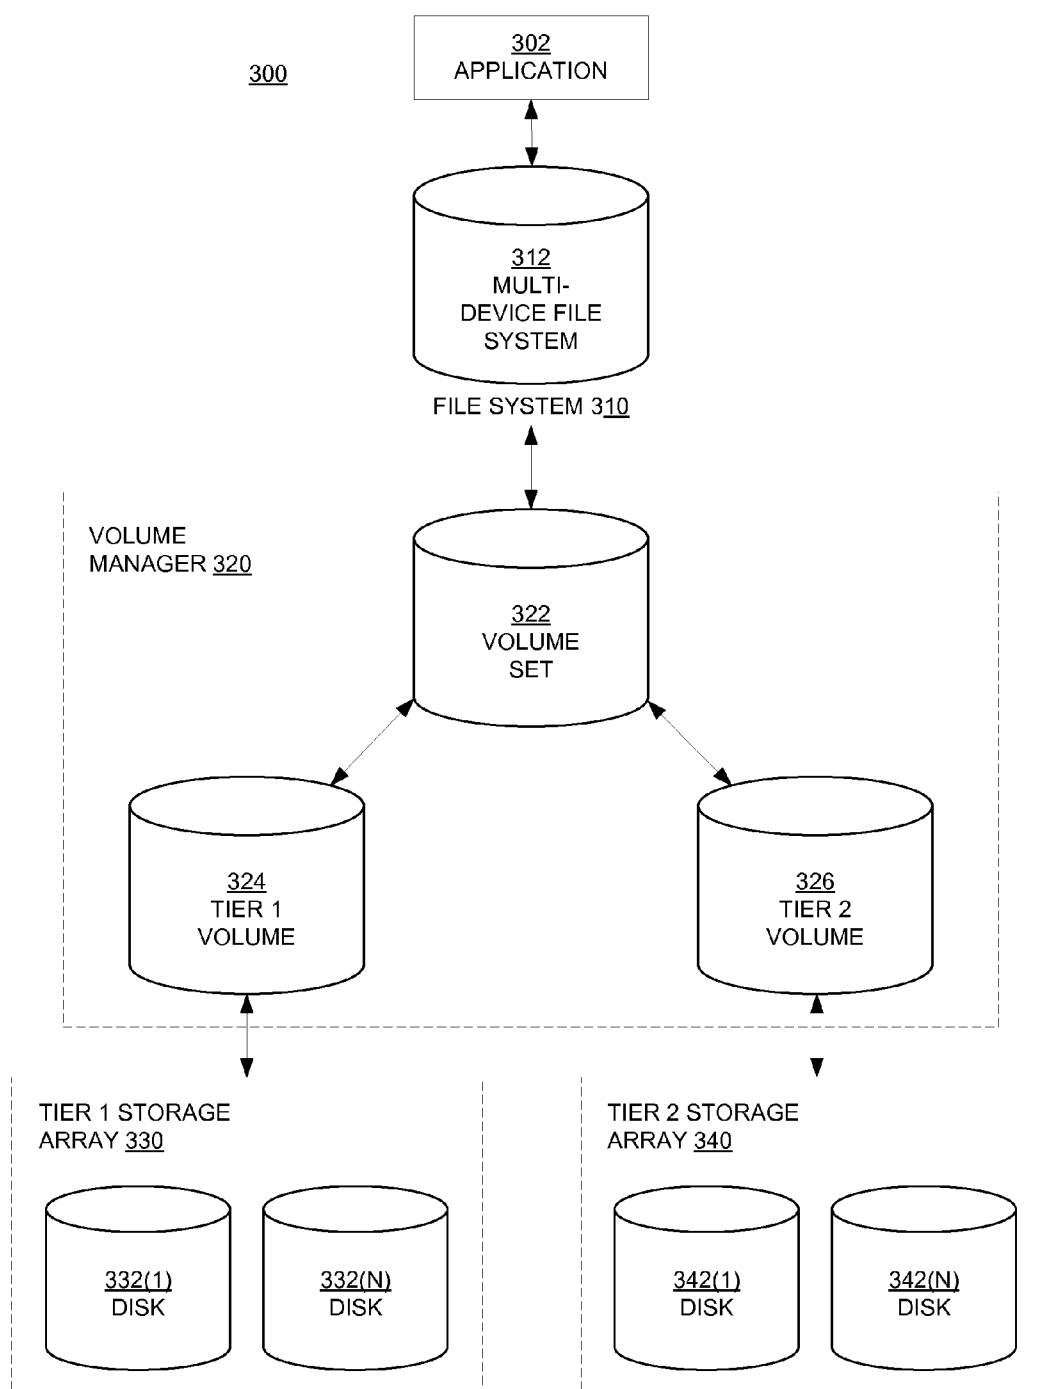 300
302
APPLICATION
312
MULTI-
DEVICE FILE
SYSTEM
FILE SYSTEM 310
VOLUME
MANAGER 320
322
VOLUME
SET
324
TIER 1
VOLUME
326
TIER 2
VOLUME
TIER 1 STORAGE
ARRAY 330
332(1)
DISK
332(N)
DISK
TIER 2 STORAGE
ARRAY 340
342(1)
DISK
342(N)
DISK